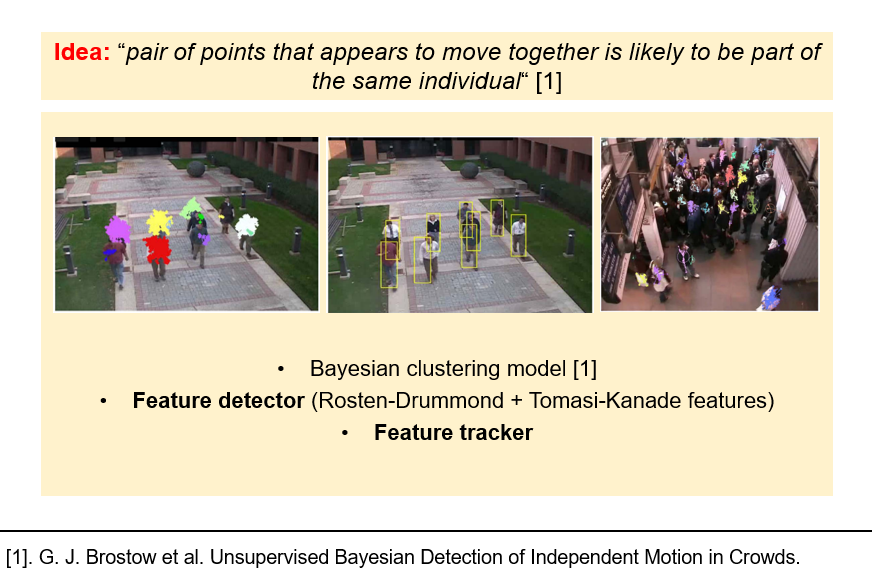 Idea: “pair of points that appears to move together is likely to be part of
the same individual“ [1]
• Bayesian clustering model [1]
• Feature detector (Rosten-Drummond + Tomasi-Kanade features)
• Feature tracker
[1]. G. J. Brostow et al. Unsupervised Bayesian Detection of Independent Motion in Crowds.